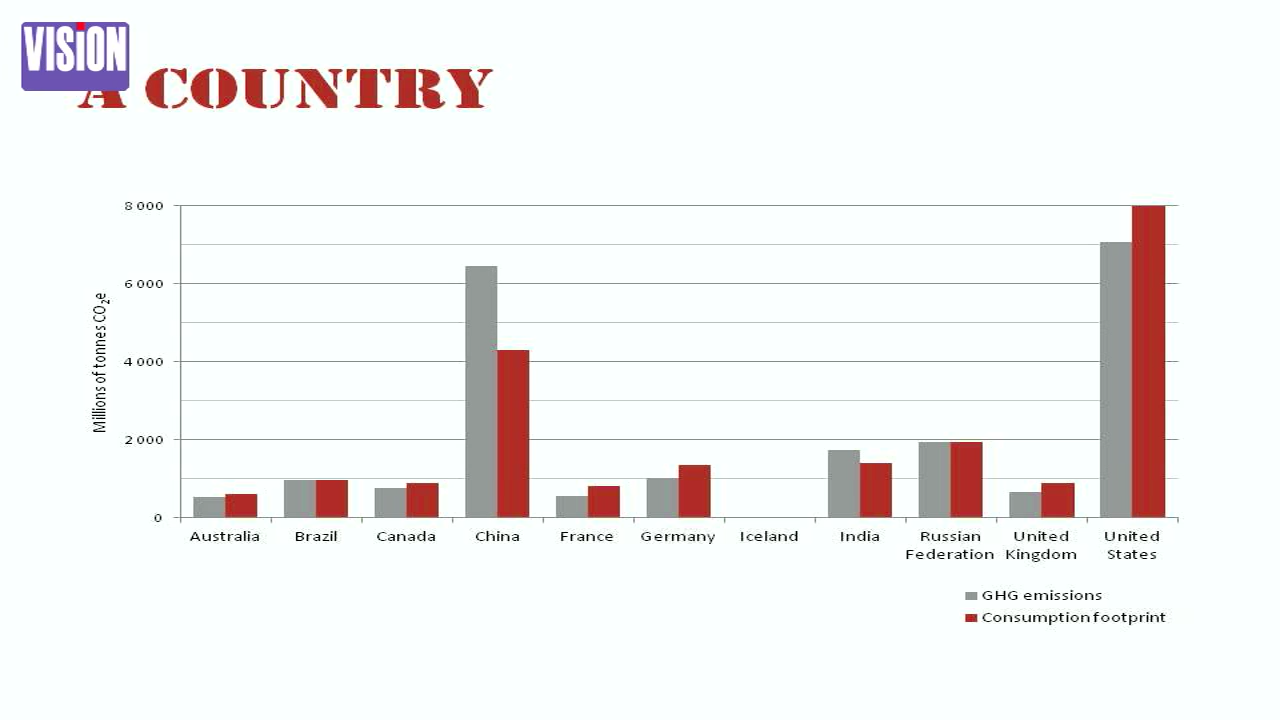 VISiON
A COUNTRY
Millions of tonnes CO₂e
8 000
6 000
4 000
2 000
0
Australia
Brazil
Canada
China
France
Germany
Iceland
India
Russian Federation
United Kingdom
United States
GHG emissions
Consumption footprint